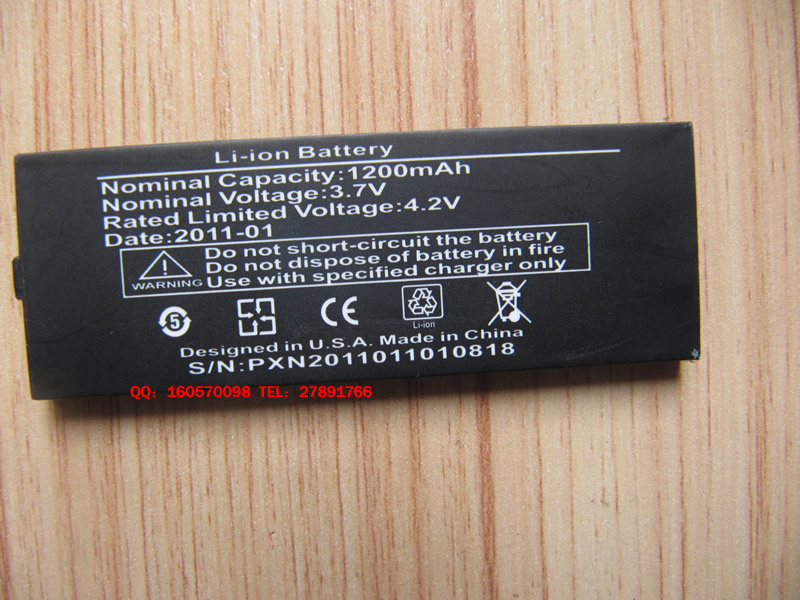 Li-ion Battery
Nominal Capacity:1200mAh
Nominal Voltage:3.7V
Rated Limited Voltage:4.2V
Date:2011-01
Do not short-circuit the battery
Do not dispose of battery in fire
WARNING Use with specified charger only
5 CE Li-ion
Designed in U.S.A. Made in China
S/N:PXN2011011010818
QQ: 160570098 TEL: 27891766